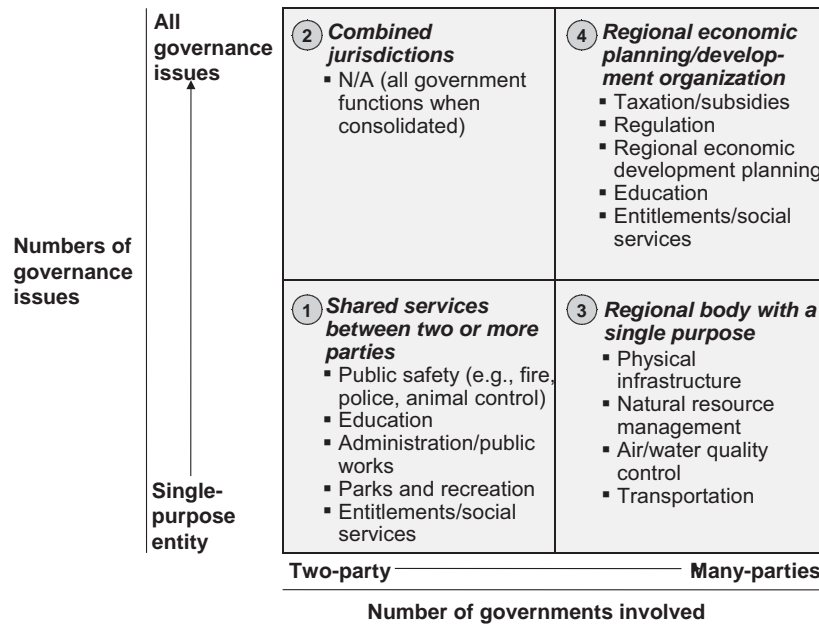 All
governance
issues
Numbers of
governance
issues
Single-
purpose
entity
2 Combined
jurisdictions
▪ N/A (all government
functions when
consolidated)
4 Regional economic
planning/develop-
ment organization
▪ Taxation/subsidies
▪ Regulation
▪ Regional economic
development planning
▪ Education
▪ Entitlements/social
services
1 Shared services
between two or more
parties
▪ Public safety (e.g., fire,
police, animal control)
▪ Education
▪ Administration/public
works
▪ Parks and recreation
▪ Entitlements/social
services
3 Regional body with a
single purpose
▪ Physical
infrastructure
▪ Natural resource
management
▪ Air/water quality
control
▪ Transportation
Two-party
Many-parties
Number of governments involved